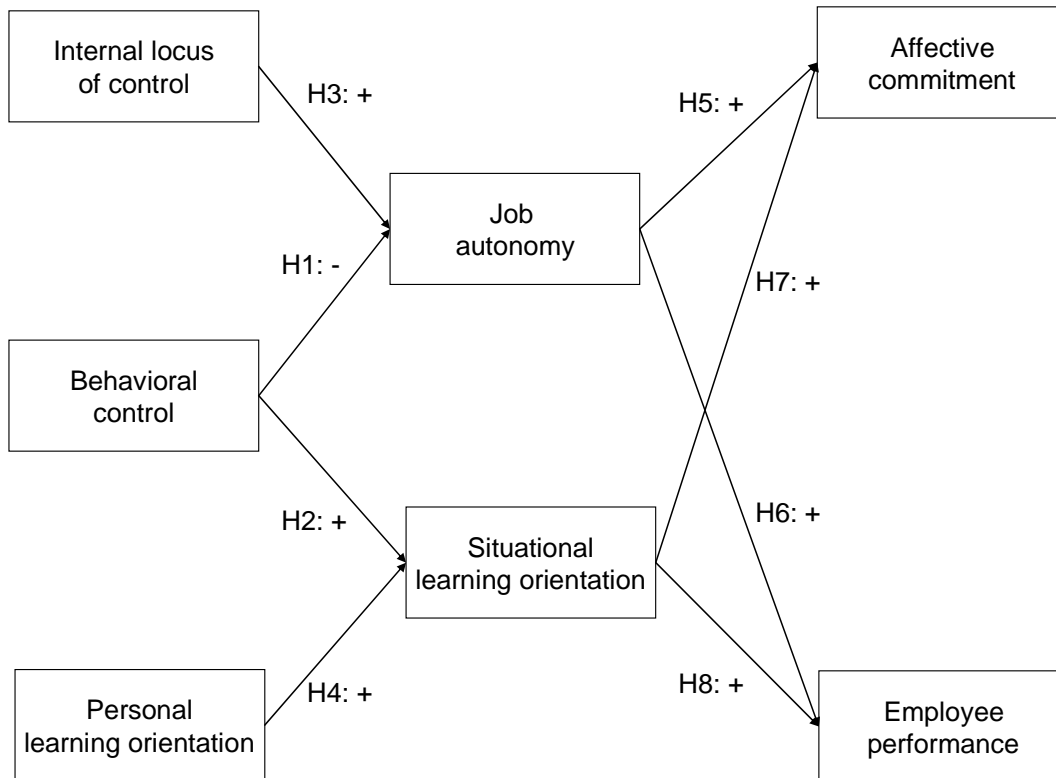 Internal locus
of control
Affective
commitment
H3: +
H5: +
Job
autonomy
H1: -
H7: +
Behavioral
control
H2: +
H6: +
Situational
learning orientation
H4: +
H8: +
Personal
learning orientation
Employee
performance